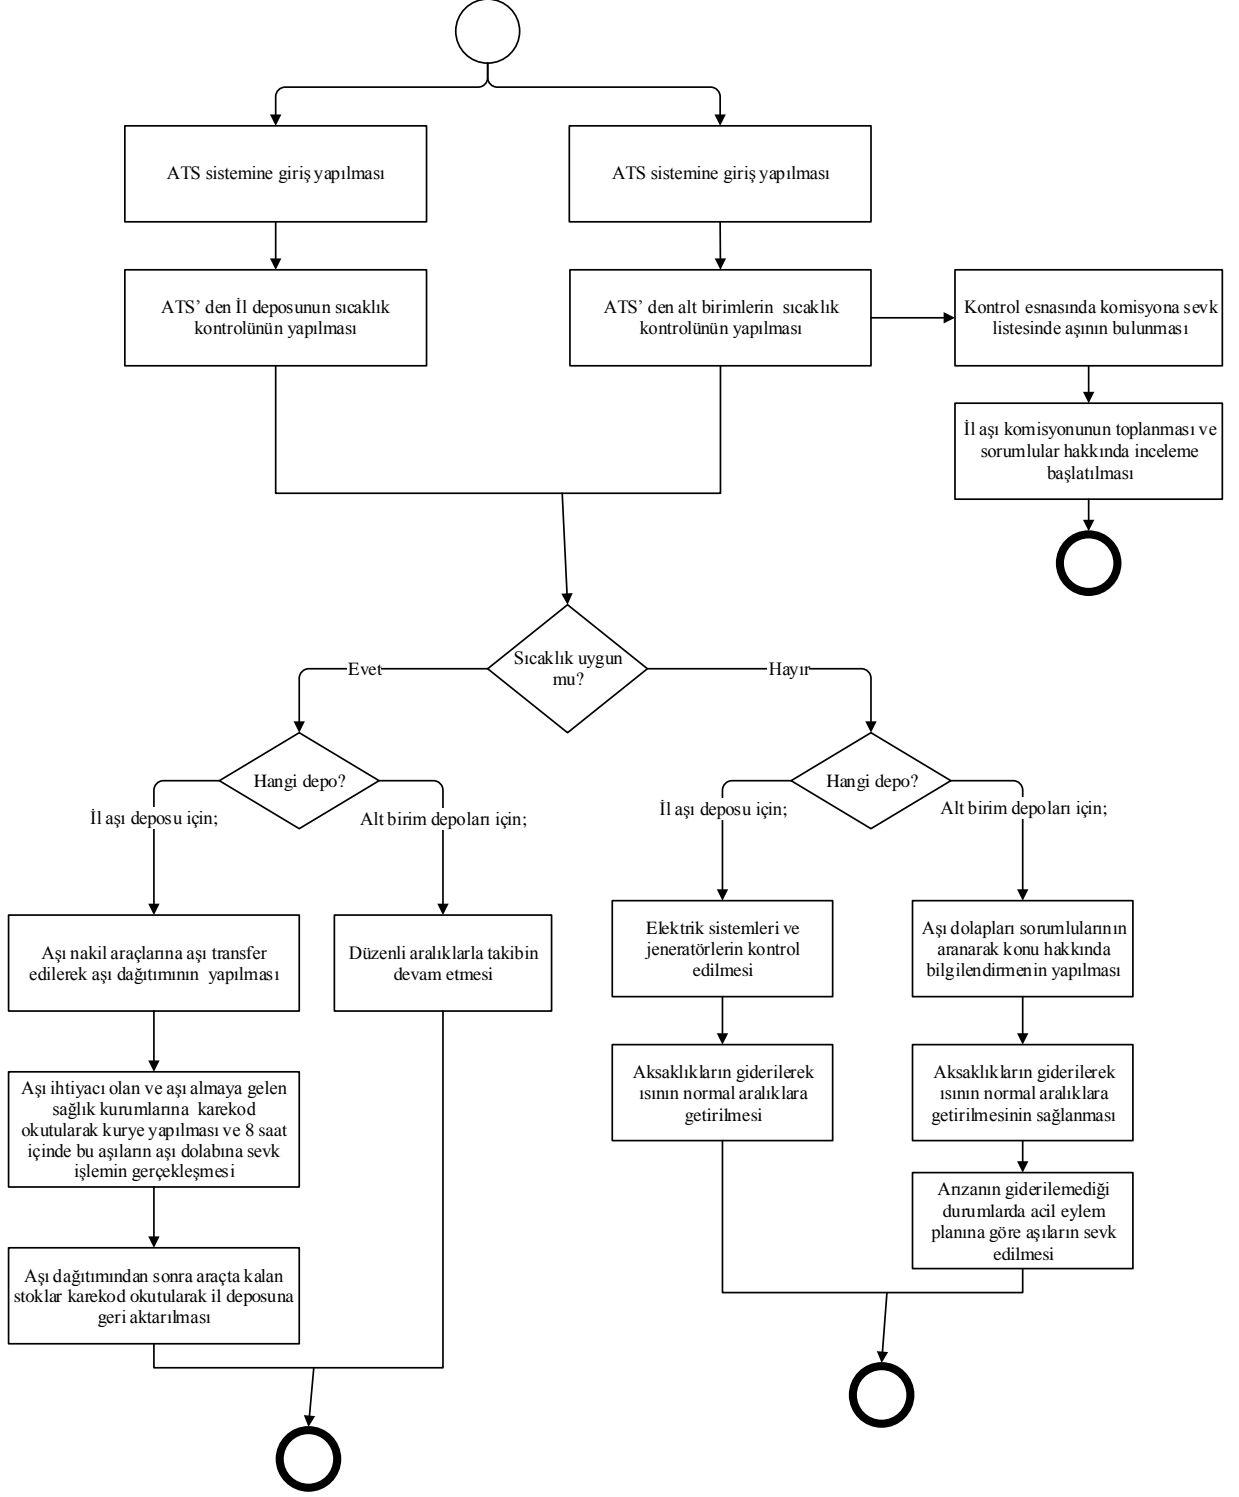 ATS sistemine giriş yapılması
ATS sistemine giriş yapılması
ATS’ den İl deposunun sıcaklık
kontrolünün yapılması
ATS’ den alt birimlerin sıcaklık
kontrolünün yapılması
Kontrol esnasında komisyona sevk
listesinde aşının bulunması
İl aşı komisyonunun toplanması ve
sorumlular hakkında inceleme
başlatılması
Sıcaklık uygun
mu?
Evet
Hayır
Hangi depo?
Hangi depo?
İl aşı deposu için;
Alt birim depoları için;
İl aşı deposu için;
Alt birim depoları için;
Aşı nakil araçlarına aşı transfer
edilerek aşı dağıtımının yapılması
Düzenli aralıklarla takibin
devam etmesi
Elektrik sistemleri ve
jeneratörlerin kontrol
edilmesi
Aşı dolapları sorumlularının
aranarak konu hakkında
bilgilendirmenin yapılması
Aşı ihtiyacı olan ve aşı almaya gelen
sağlık kurumlarına karekod
okutularak kurye yapılması ve 8 saat
içinde bu aşıların aşı dolabına sevk
işlemin gerçekleşmesi
Aksaklıkların giderilerek
ısının normal aralıklara
getirilmesi
Aksaklıkların giderilerek
ısının normal aralıklara
getirilmesinin sağlanması
Arızanın giderilemediği
durumlarda acil eylem
planına göre aşıların sevk
edilmesi
Aşı dağıtımından sonra araçta kalan
stoklar karekod okutularak il deposuna
geri aktarılması